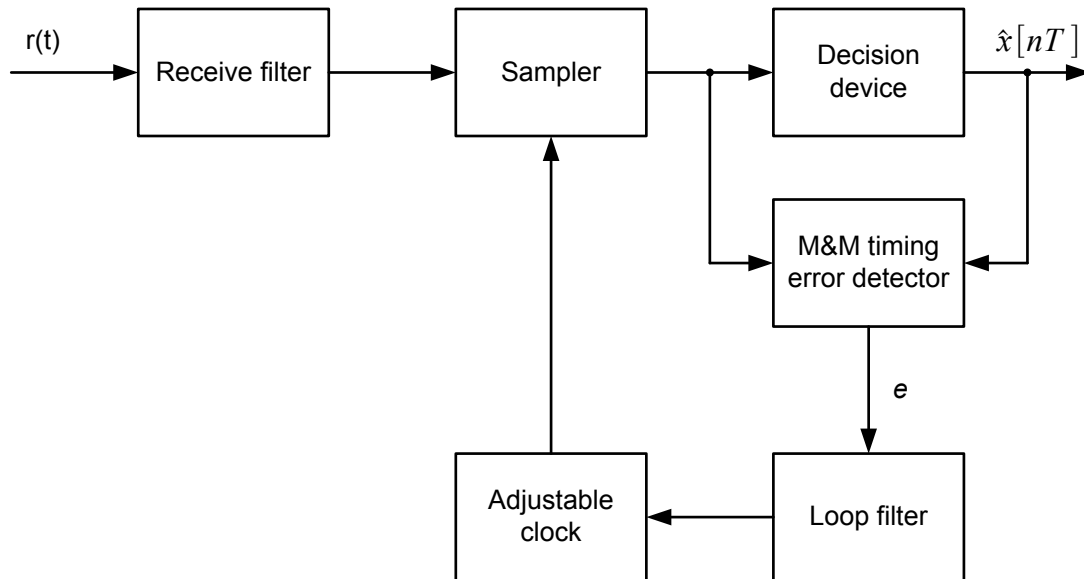 r(t)
Receive filter
Sampler
Decision
device
x̂[nT]
M&M timing
error detector
e
Adjustable
clock
Loop filter